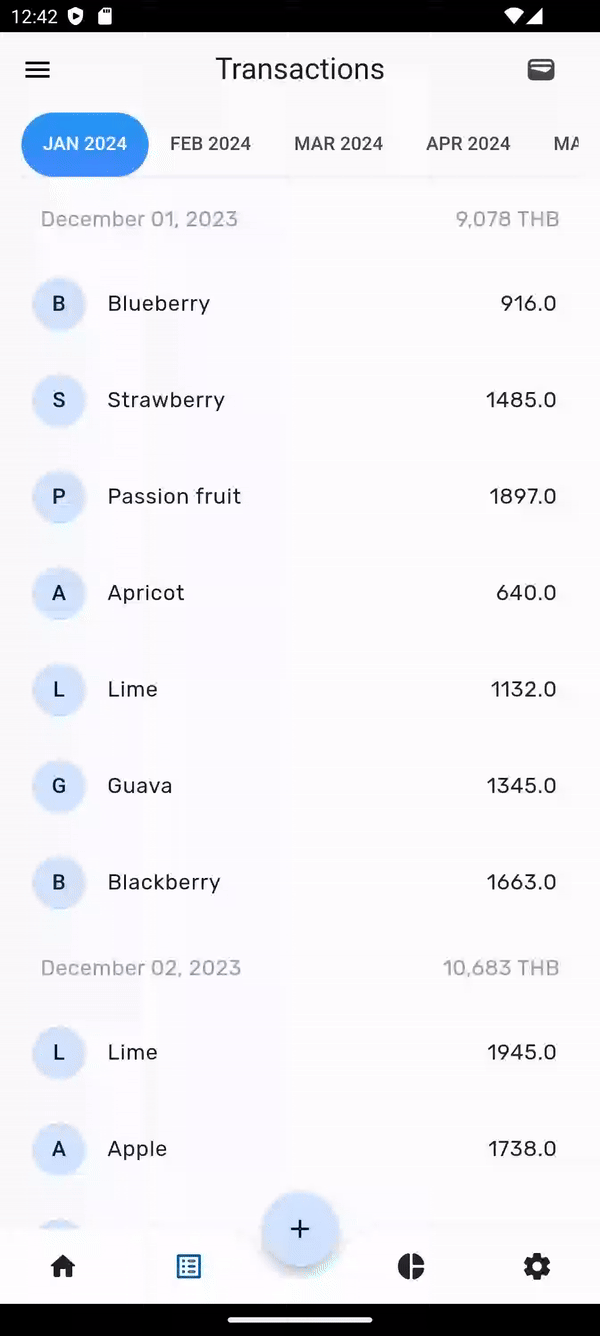 12:42
Transactions
JAN 2024 FEB 2024 MAR 2024 APR 2024 MA
December 01, 2023 9,078 THB
B Blueberry 916.0
S Strawberry 1485.0
P Passion fruit 1897.0
A Apricot 640.0
L Lime 1132.0
G Guava 1345.0
B Blackberry 1663.0
December 02, 2023 10,683 THB
L Lime 1945.0
A Apple 1738.0
+